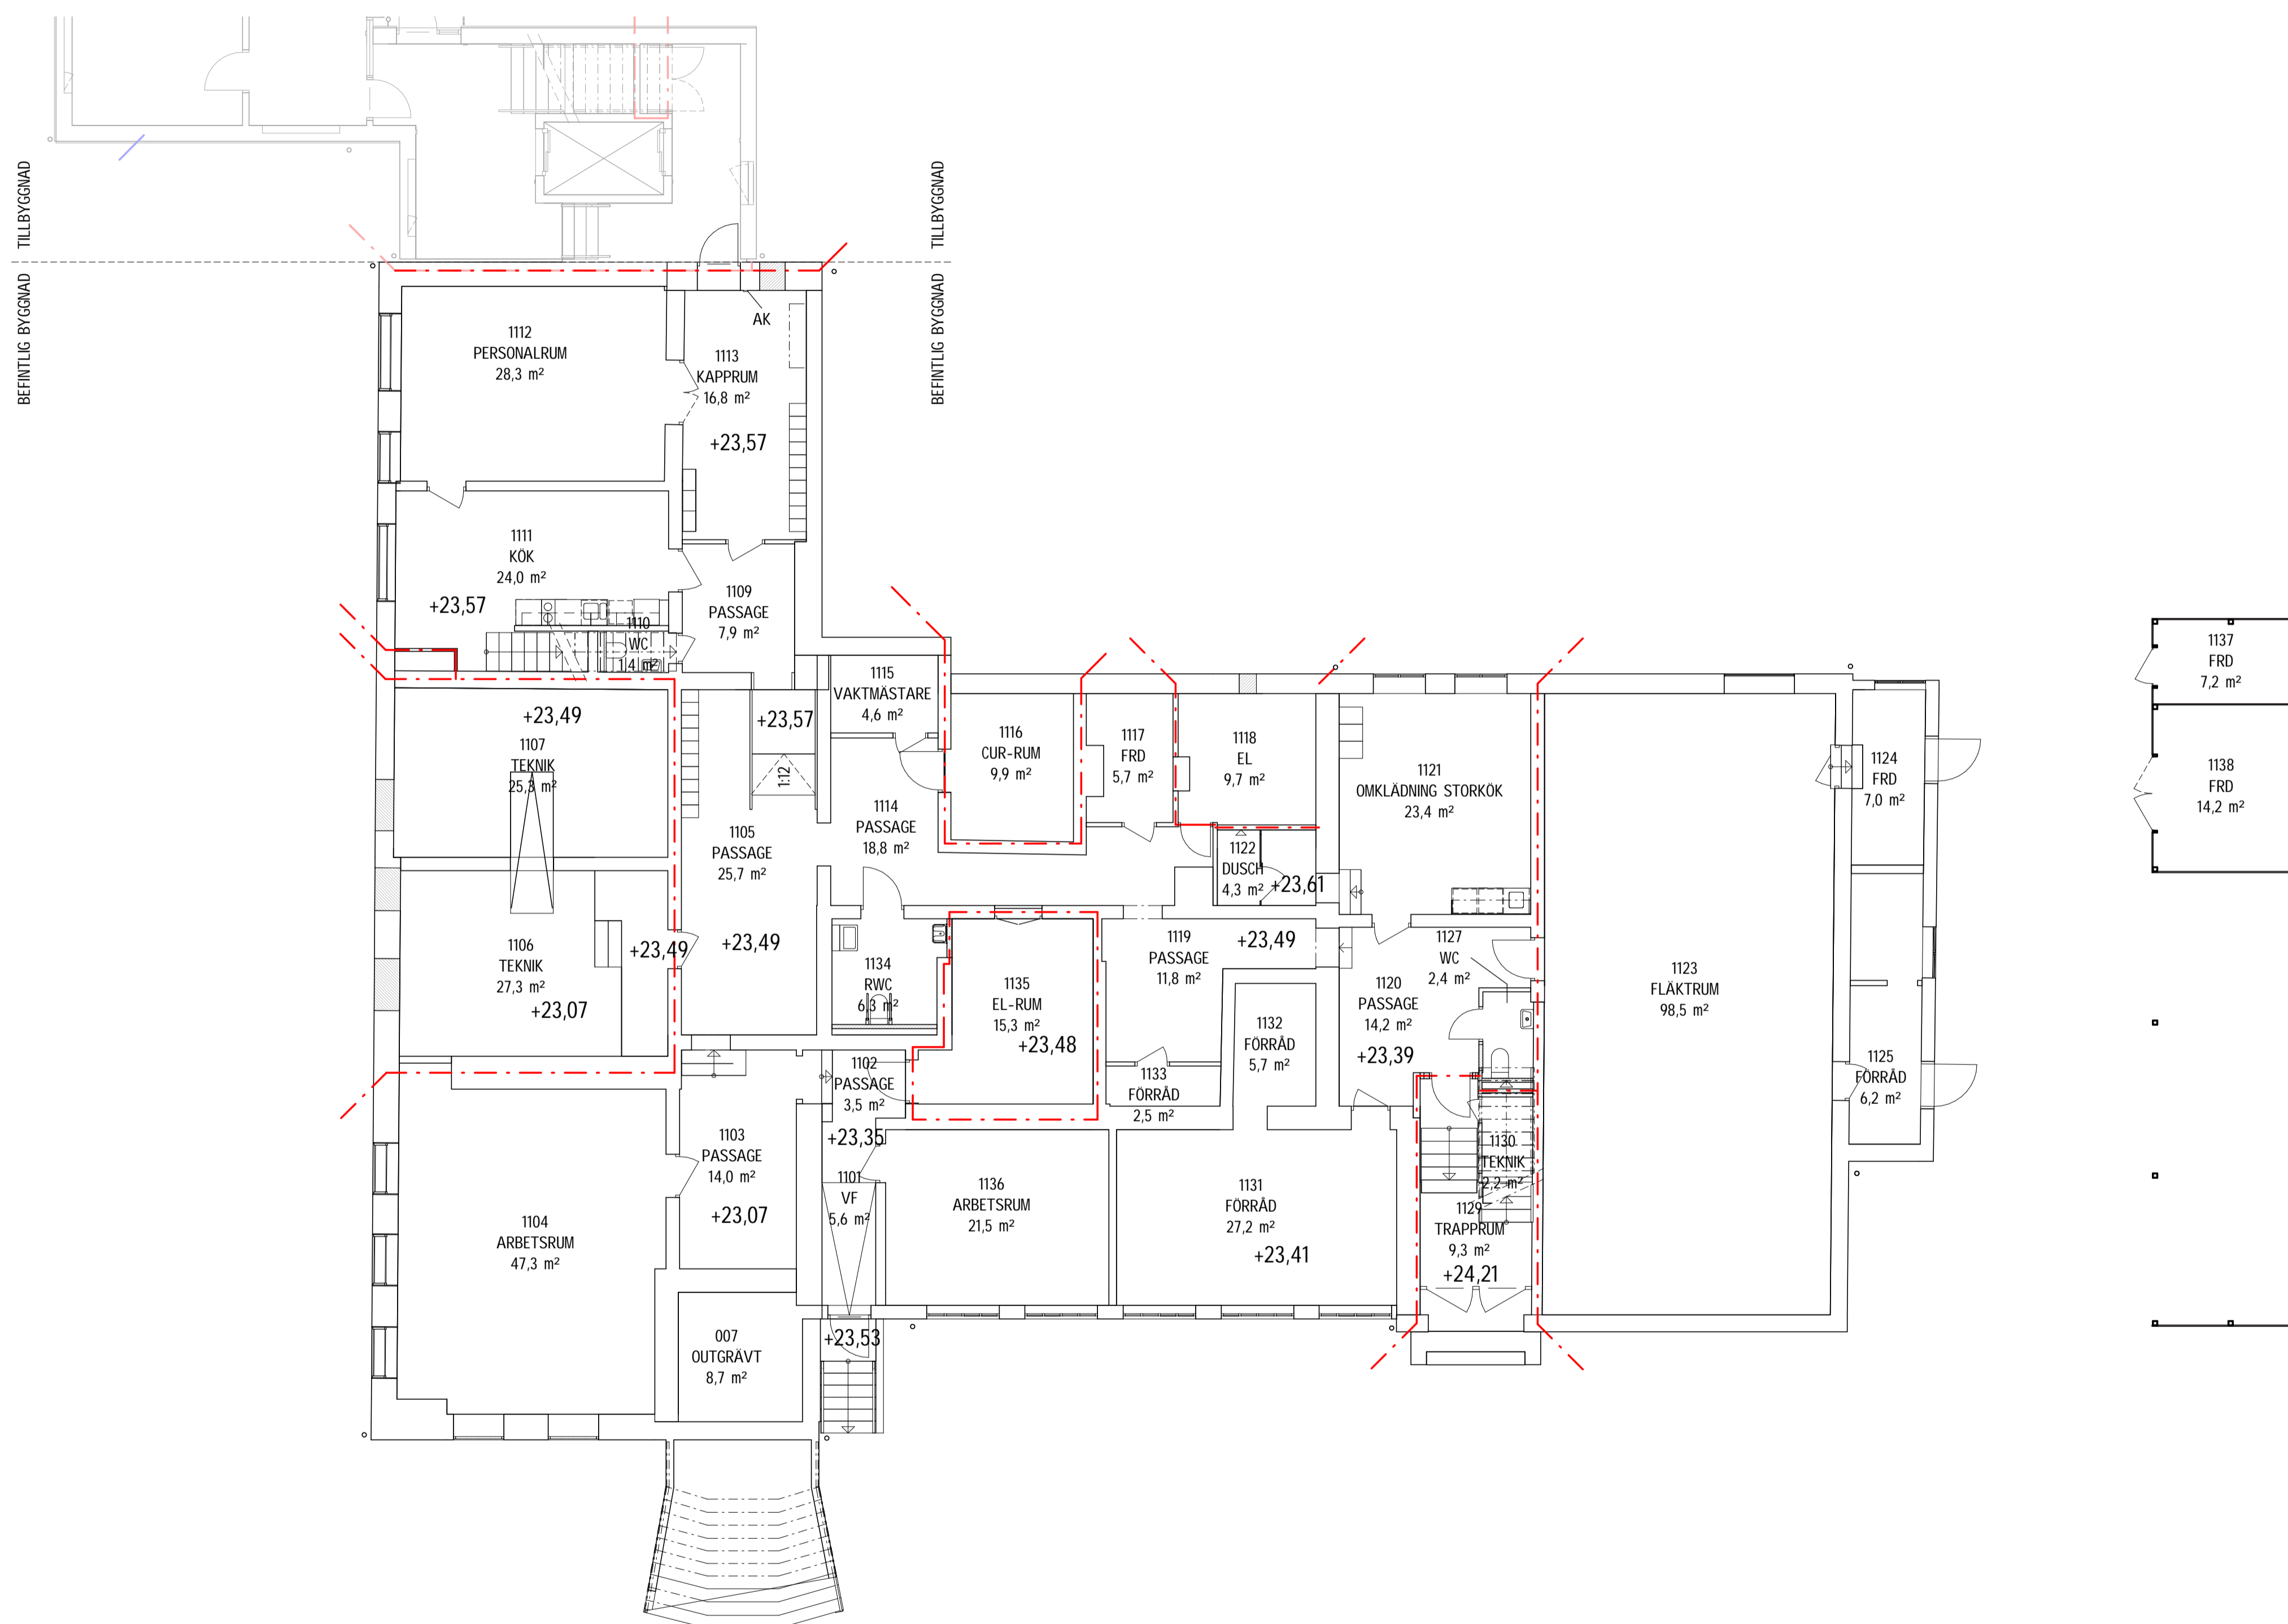 TILLBYGGNAD
BEFINTLIG BYGGNAD
TILLBYGGNAD
BEFINTLIG BYGGNAD
AK
1112
PERSONALRUM
28,3 m²
1113
KAPPRUM
16,8 m²
+23,57
1111
KÖK
24,0 m²
+23,57
1109
PASSAGE
7,9 m²
1110
WC
1,4 m²
1115
VAKTMÄSTARE
4,6 m²
+23,49
1107
TEKNIK
25,3 m²
+23,57
1:12
1116
CUR-RUM
9,9 m²
1117
FRD
5,7 m²
1118
EL
9,7 m²
1121
OMKLÄDNING STORKÖK
23,4 m²
1124
FRD
7,0 m²
1137
FRD
7,2 m²
1138
FRD
14,2 m²
1105
PASSAGE
25,7 m²
+23,49
1114
PASSAGE
18,8 m²
1122
DUSCH
4,3 m²
+23,61
1106
TEKNIK
27,3 m²
+23,49
+23,07
1134
RWC
6,3 m²
1135
EL-RUM
15,3 m²
+23,48
1119
PASSAGE
11,8 m²
+23,49
1127
WC
2,4 m²
1120
PASSAGE
14,2 m²
+23,39
1123
FLÄKTRUM
98,5 m²
1132
FÖRRÅD
5,7 m²
1133
FÖRRÅD
2,5 m²
1125
FÖRRÅD
6,2 m²
1102
PASSAGE
3,5 m²
+23,35
1103
PASSAGE
14,0 m²
+23,07
1101
VF
5,6 m²
1136
ARBETSRUM
21,5 m²
1131
FÖRRÅD
27,2 m²
+23,41
1130
TEKNIK
2,2 m²
1129
TRAPPRUM
9,3 m²
+24,21
1104
ARBETSRUM
47,3 m²
007
OUTGRÄVT
8,7 m²
+23,53